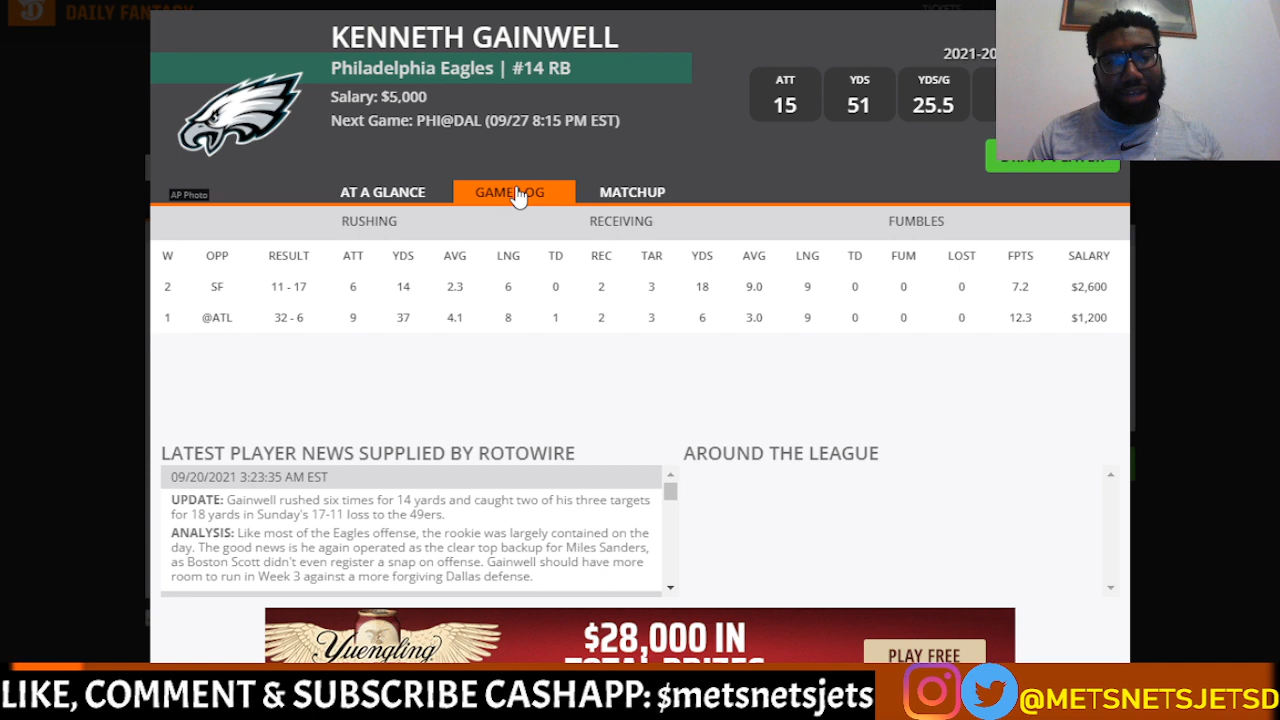 DAILY FANTASY
KENNETH GAINWELL
Philadelphia Eagles | #14 RB
Salary: $5,000
Next Game: PHI@DAL (09/27 8:15 PM EST)
2021-20
ATT YDS YDS/G
15 51 25.5
AP Photo
AT A GLANCE GAME LOG MATCHUP
RUSHING RECEIVING FUMBLES
W OPP RESULT ATT YDS AVG LNG TD REC TAR YDS AVG LNG TD FUM LOST FPTS SALARY
2 SF 11 - 17 6 14 2.3 6 0 2 3 18 9.0 9 0 0 0 7.2 $2,600
1 @ATL 32 - 6 9 37 4.1 8 1 2 3 6 3.0 9 0 0 0 12.3 $1,200
LATEST PLAYER NEWS SUPPLIED BY ROTOWIRE
09/20/2021 3:23:35 AM EST
UPDATE: Gainwell rushed six times for 14 yards and caught two of his three targets
for 18 yards in Sunday's 17-11 loss to the 49ers.
ANALYSIS: Like most of the Eagles offense, the rookie was largely contained on the
day. The good news is he again operated as the clear top backup for Miles Sanders,
as Boston Scott didn't even register a snap on offense. Gainwell should have more
room to run in Week 3 against a more forgiving Dallas defense.
AROUND THE LEAGUE
Yuengling
$28,000 IN
TOTAL PRIZES
PLAY FREE
LIKE, COMMENT & SUBSCRIBE CASHAPP: $metsnetsjets
@METSNETSJETSD